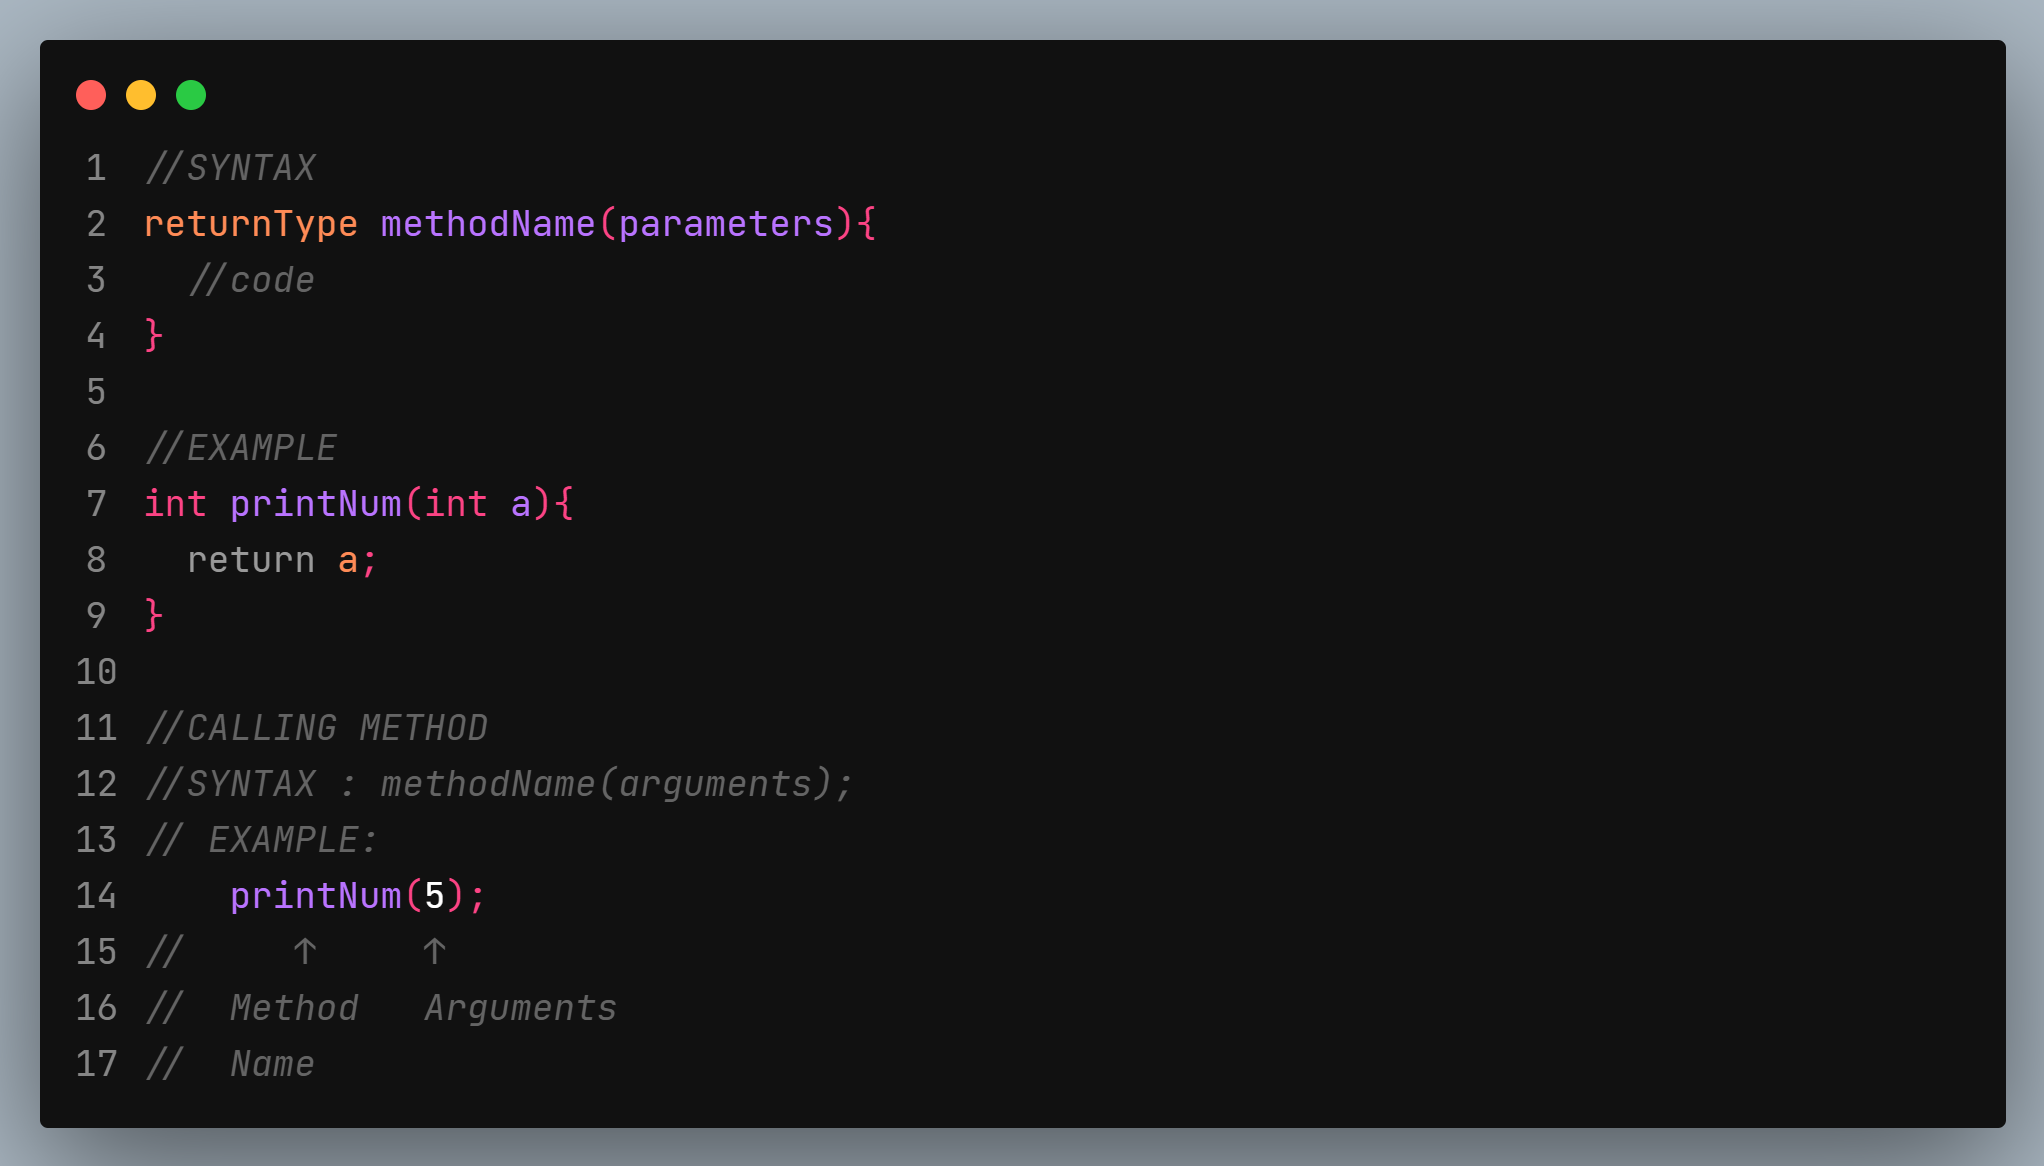 1 //SYNTAX
2 returnType methodName(parameters){
3   //code
4 }
5
6 //EXAMPLE
7 int printNum(int a){
8   return a;
9 }
10
11 //CALLING METHOD
12 //SYNTAX : methodName(arguments);
13 // EXAMPLE:
14     printNum(5);
15 //     ↑     ↑
16 //  Method   Arguments
17 //  Name